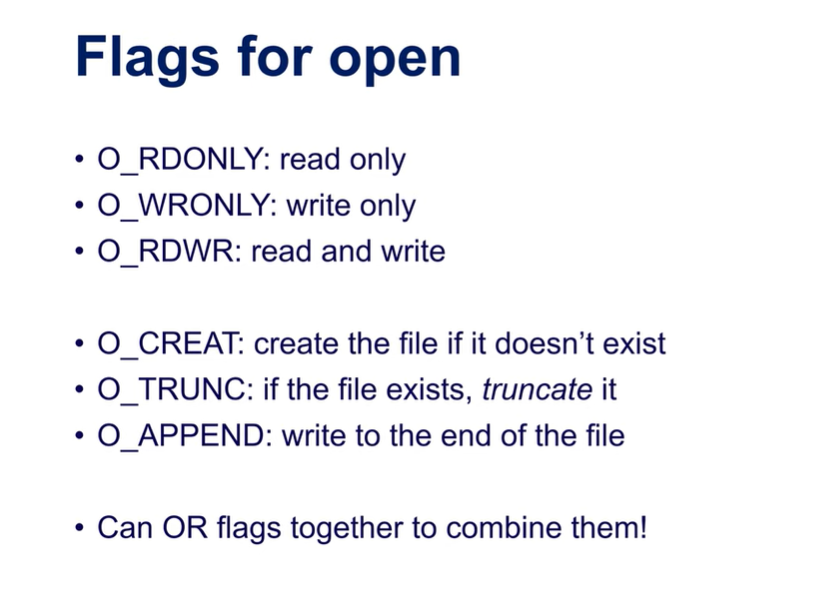 Flags for open
• O_RDONLY: read only
• O_WRONLY: write only
• O_RDWR: read and write
• O_CREAT: create the file if it doesn’t exist
• O_TRUNC: if the file exists, truncate it
• O_APPEND: write to the end of the file
• Can OR flags together to combine them!